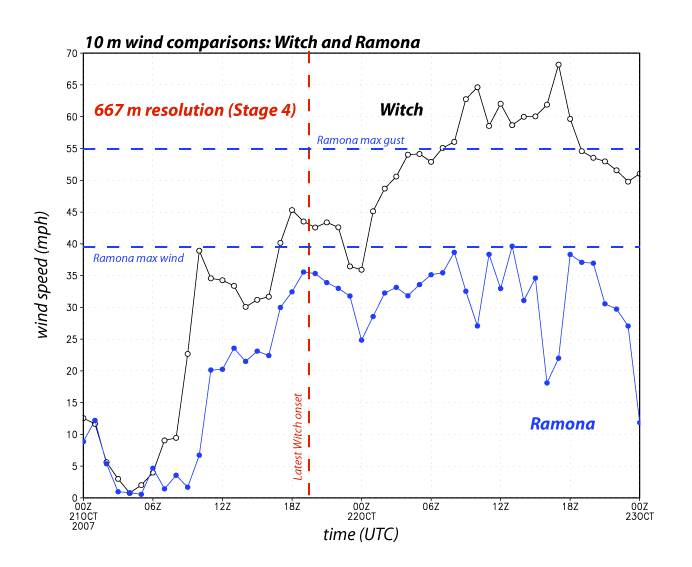 10 m wind comparisons: Witch and Ramona
70
65
60
55
50
45
40
35
30
25
20
15
10
5
0
wind speed (mph)
667 m resolution (Stage 4)
Witch
Ramona max gust
Ramona max wind
Latest Witch onset
Ramona
00Z 06Z 12Z 18Z 00Z 06Z 12Z 18Z 00Z
21OCT 22OCT 23OCT
2007
time (UTC)